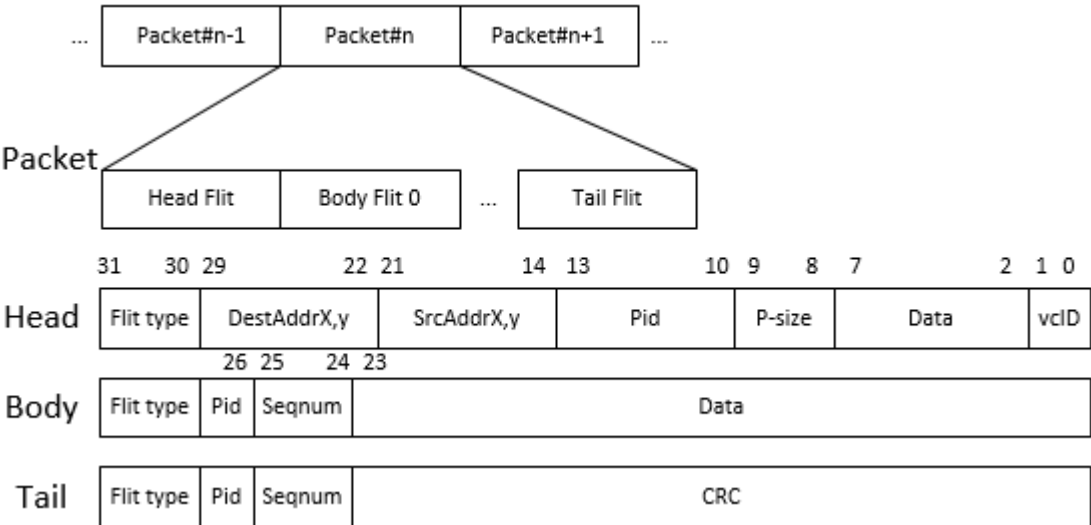 ... Packet#n-1 Packet#n Packet#n+1 ...
Packet
Head Flit Body Flit 0 ... Tail Flit
31 30 29 22 21 14 13 10 9 8 7 2 1 0
Head Flit type DestAddrX,y SrcAddrX,y Pid P-size Data vcID
26 25 24 23
Body Flit type Pid Seqnum Data
Tail Flit type Pid Seqnum CRC